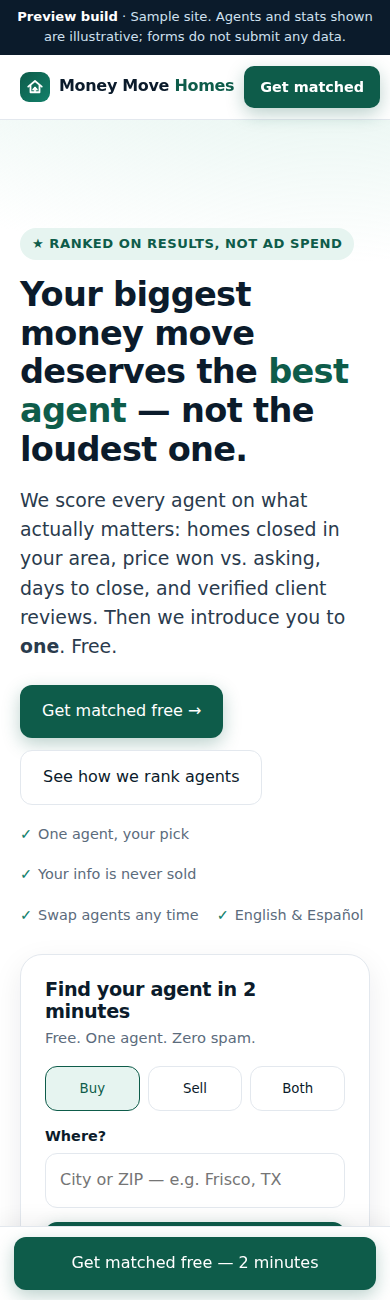 Preview build · Sample site. Agents and stats shown
are illustrative; forms do not submit any data.
Money Move Homes
Get matched
★ RANKED ON RESULTS, NOT AD SPEND
Your biggest
money move
deserves the best
agent — not the
loudest one.
We score every agent on what
actually matters: homes closed in
your area, price won vs. asking,
days to close, and verified client
reviews. Then we introduce you to
one. Free.
Get matched free →
See how we rank agents
✓ One agent, your pick
✓ Your info is never sold
✓ Swap agents any time ✓ English & Español
Find your agent in 2
minutes
Free. One agent. Zero spam.
Buy Sell Both
Where?
City or ZIP — e.g. Frisco, TX
Get matched free — 2 minutes